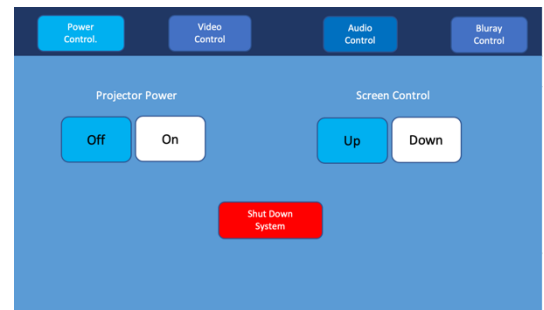 Power
Control.
Video
Control
Audio
Control
Bluray
Control
Projector Power
Screen Control
Off
On
Up
Down
Shut Down
System